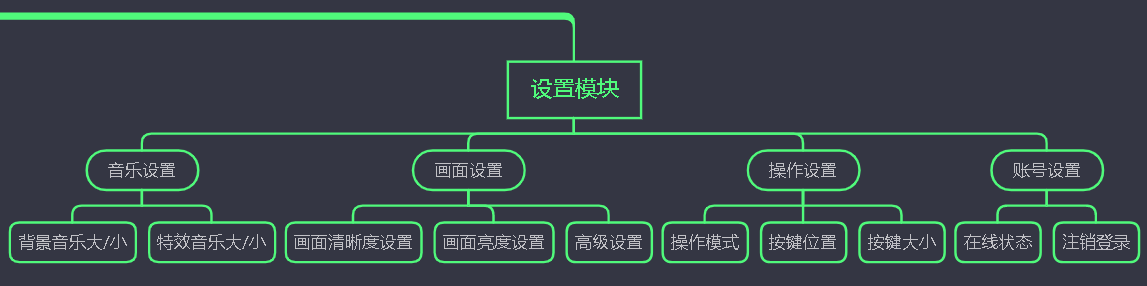 设置模块
音乐设置
画面设置
操作设置
账号设置
背景音乐大/小
特效音乐大/小
画面清晰度设置
画面亮度设置
高级设置
操作模式
按键位置
按键大小
在线状态
注销登录